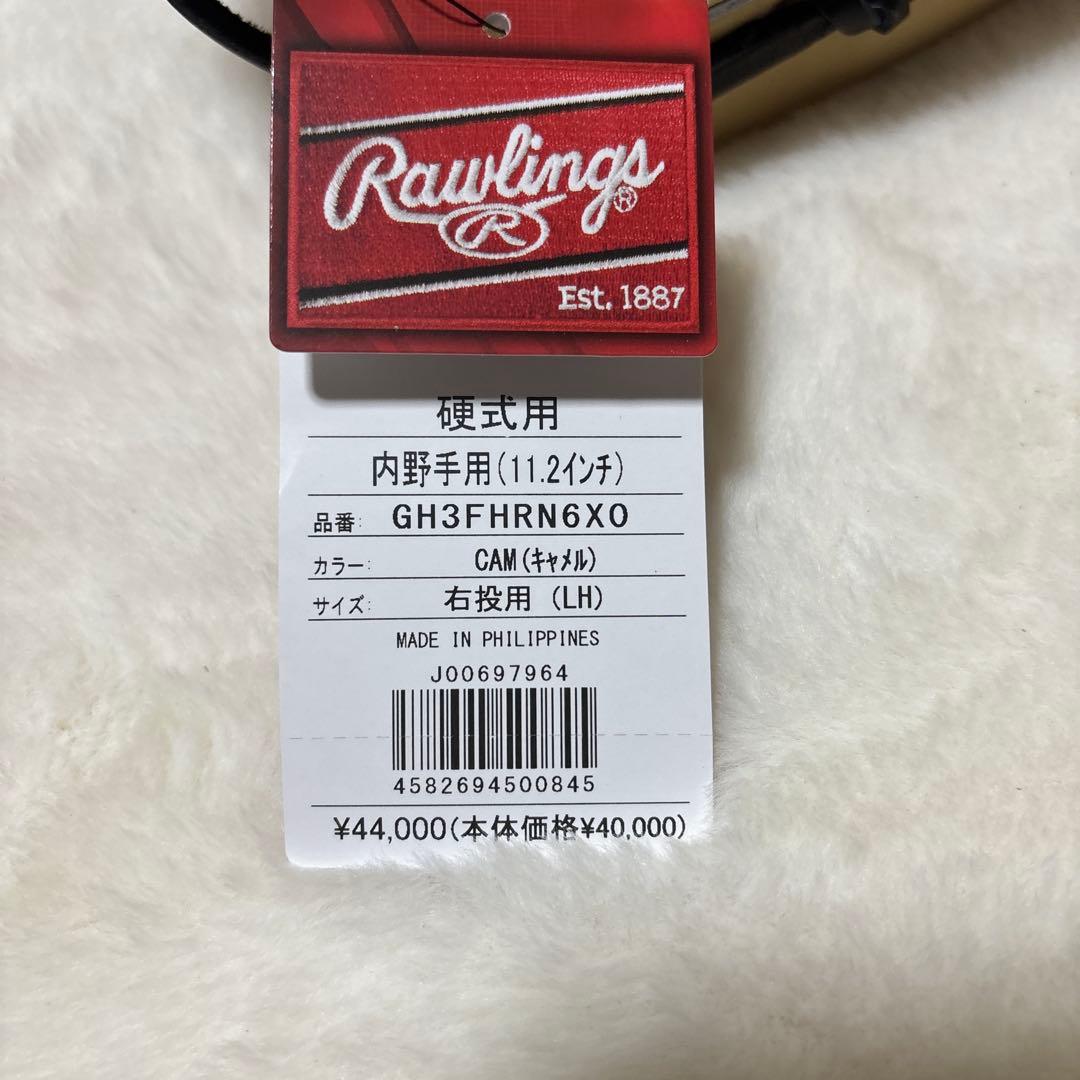 Rawlings®
R
Est. 1887
硬式用
内野手用(11.2インチ)
品番: GH3FHRN6XO
カラー: CAM(キャメル)
サイズ: 右投用 (LH)
MADE IN PHILIPPINES
J00697964
4582694500845
¥44,000(本体価格¥40,000)